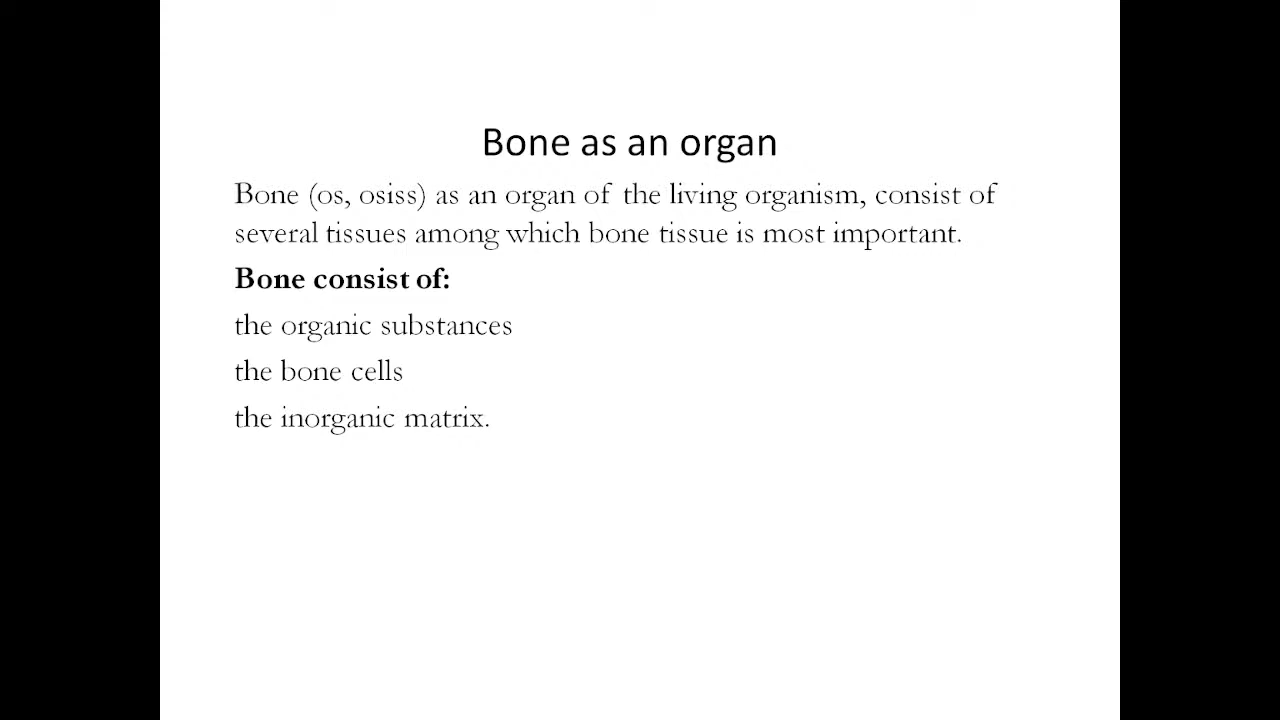 Bone as an organ
Bone (os, osiss) as an organ of the living organism, consist of
several tissues among which bone tissue is most important.
Bone consist of:
the organic substances
the bone cells
the inorganic matrix.